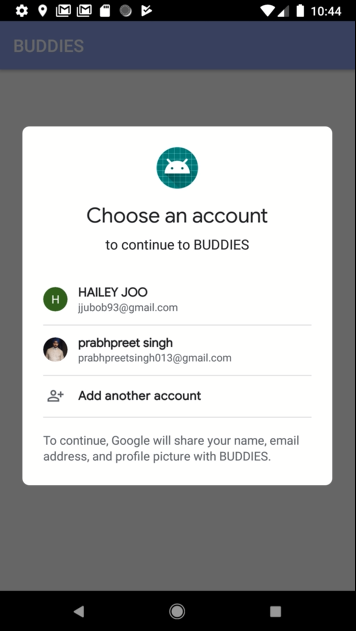 10:44
BUDDIES
Choose an account
to continue to BUDDIES
H
HAILEY JOO
jjubob93@gmail.com
prabhpreet singh
prabhpreetsingh013@gmail.com
Add another account
To continue, Google will share your name, email
address, and profile picture with BUDDIES.